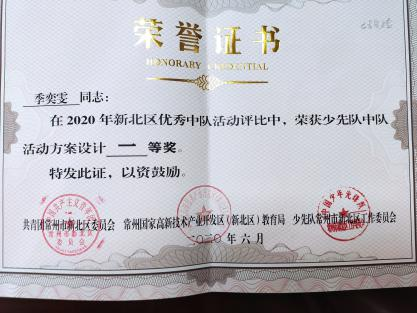 荣誉证书
HONORARY CREDENTIAL
季奕雯 同志：
在2020年新北区优秀中队活动评比中，荣获少先队中队
活动方案设计 一 等奖。
特发此证，以资鼓励。
共青团常州市新北区委员会 常州国家高新技术产业开发区（新北区）教育局 少先队常州市新北区工作委员会
二〇二〇年六月